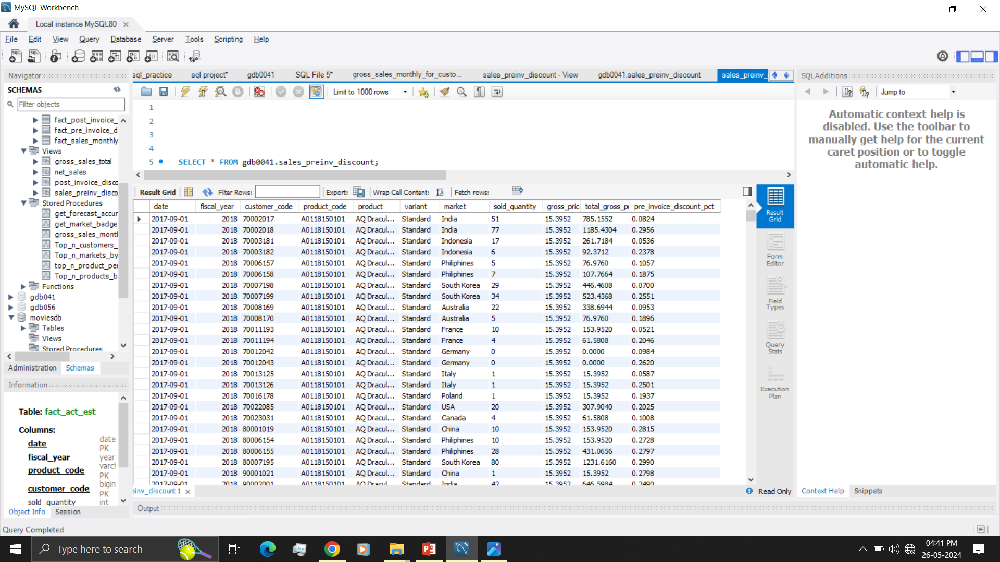 MySQL Workbench
Local instance MySQL80
File Edit View Query Database Server Tools Scripting Help
Navigator
SCHEMAS
Filter objects
fact_post_invoice_
fact_pre_invoice_d
fact_sales_monthly
Views
gross_sales_total
net_sales
post_invoice_disco
sales_preinv_disco
Stored Procedures
get_forecast_accur
get_market_badge
gross_sales_montl
Top_n_customers_
Top_n_markets_by
top_n_product_per
Top_n_products_b
Functions
gdb041
gdb056
moviesdb
Tables
Views
Stored Procedures
Administration Schemas
Information
Table: fact_act_est
Columns:
date date PK
fiscal_year year
product_code varch PK
customer_code bigin PK
sold_quantity int
Object Info Session
Query Completed
sql_practice sql project* gdb0041 SQL File 5* gross_sales_monthly_for_custo... sales_preinv_discount - View gdb0041.sales_preinv_discount sales_preinv_
Limit to 1000 rows
1
2
3
4
5 SELECT * FROM gdb0041.sales_preinv_discount;
Result Grid Filter Rows: Export: Wrap Cell Content: Fetch rows:
date fiscal_year customer_code product_code product variant market sold_quantity gross_pric total_gross_pr pre_invoice_discount_pct
2017-09-01 2018 70002017 A0118150101 AQ Dracul... Standard India 51 15.3952 785.1552 0.0824
2017-09-01 2018 70002018 A0118150101 AQ Dracul... Standard India 77 15.3952 1185.4304 0.2956
2017-09-01 2018 70003181 A0118150101 AQ Dracul... Standard Indonesia 17 15.3952 261.7184 0.0536
2017-09-01 2018 70003182 A0118150101 AQ Dracul... Standard Indonesia 6 15.3952 92.3712 0.2378
2017-09-01 2018 70006157 A0118150101 AQ Dracul... Standard Philiphines 5 15.3952 76.9760 0.1057
2017-09-01 2018 70006158 A0118150101 AQ Dracul... Standard Philiphines 7 15.3952 107.7664 0.1875
2017-09-01 2018 70007198 A0118150101 AQ Dracul... Standard South Korea 29 15.3952 446.4608 0.0700
2017-09-01 2018 70007199 A0118150101 AQ Dracul... Standard South Korea 34 15.3952 523.4368 0.2551
2017-09-01 2018 70008169 A0118150101 AQ Dracul... Standard Australia 22 15.3952 338.6944 0.0953
2017-09-01 2018 70008170 A0118150101 AQ Dracul... Standard Australia 5 15.3952 76.9760 0.1896
2017-09-01 2018 70011193 A0118150101 AQ Dracul... Standard France 10 15.3952 153.9520 0.0521
2017-09-01 2018 70011194 A0118150101 AQ Dracul... Standard France 4 15.3952 61.5808 0.2046
2017-09-01 2018 70012042 A0118150101 AQ Dracul... Standard Germany 0 15.3952 0.0000 0.0984
2017-09-01 2018 70012043 A0118150101 AQ Dracul... Standard Germany 0 15.3952 0.0000 0.2620
2017-09-01 2018 70013125 A0118150101 AQ Dracul... Standard Italy 1 15.3952 15.3952 0.0587
2017-09-01 2018 70013126 A0118150101 AQ Dracul... Standard Italy 1 15.3952 15.3952 0.2501
2017-09-01 2018 70016178 A0118150101 AQ Dracul... Standard Poland 1 15.3952 15.3952 0.1937
2017-09-01 2018 70022085 A0118150101 AQ Dracul... Standard USA 20 15.3952 307.9040 0.2025
2017-09-01 2018 70023031 A0118150101 AQ Dracul... Standard Canada 4 15.3952 61.5808 0.1008
2017-09-01 2018 80001019 A0118150101 AQ Dracul... Standard China 10 15.3952 153.9520 0.2815
2017-09-01 2018 80006154 A0118150101 AQ Dracul... Standard Philiphines 10 15.3952 153.9520 0.2728
2017-09-01 2018 80006155 A0118150101 AQ Dracul... Standard Philiphines 28 15.3952 431.0656 0.2797
2017-09-01 2018 80007195 A0118150101 AQ Dracul... Standard South Korea 80 15.3952 1231.6160 0.2990
2017-09-01 2018 90001021 A0118150101 AQ Dracul... Standard China 1 15.3952 15.3952 0.2798
2017-09-01 2018 90002001 A0118150101 AQ Dracul... Standard India 42 15.3952 646.5984 0.2490
einv_discount 1
Read Only
Output
Result Grid
Form Editor
Field Types
Query Stats
Execution Plan
SQLAdditions
Jump to
Automatic context help is
disabled. Use the toolbar to
manually get help for the current
caret position or to toggle
automatic help.
Context Help Snippets
Type here to search
04:41 PM
26-05-2024